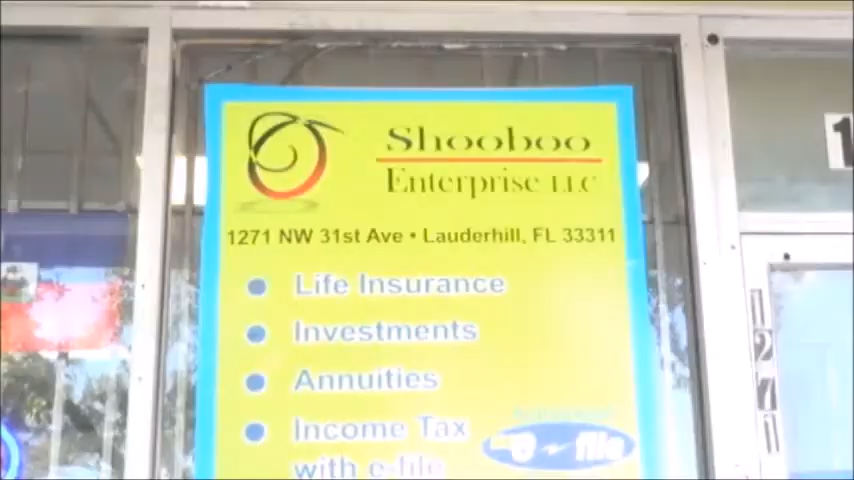 Shooboo
Enterprise LLC
1271 NW 31st Ave • Lauderhill, FL 33311
Life Insurance
Investments
Annuities
Income Tax
with e-file
e file
1
1271